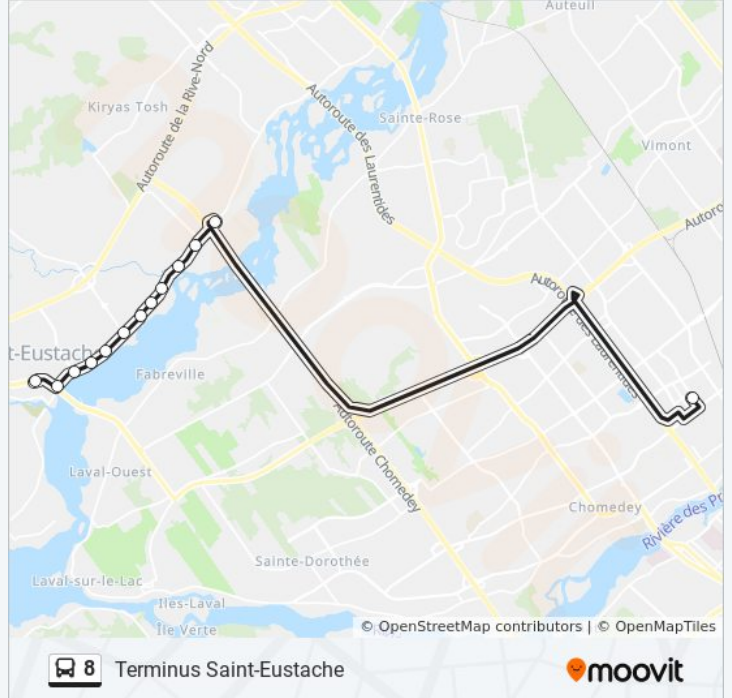 Auteuil
Kiryas Tosh
Autoroute de la Rive-Nord
Autoroute des Laurentides
Sainte-Rose
Vimont
Autoro
Autoro
des Laurentides
t-Eustache
Fabreville
Autoroute Chomedey
Laval-Ouest
Chomedey
Rivière des Pr
Sainte-Dorothée
Laval-sur-le-Lac
Îles-Laval
Île Verte
© OpenStreetMap contributors | © OpenMapTiles
8 Terminus Saint-Eustache
moovit